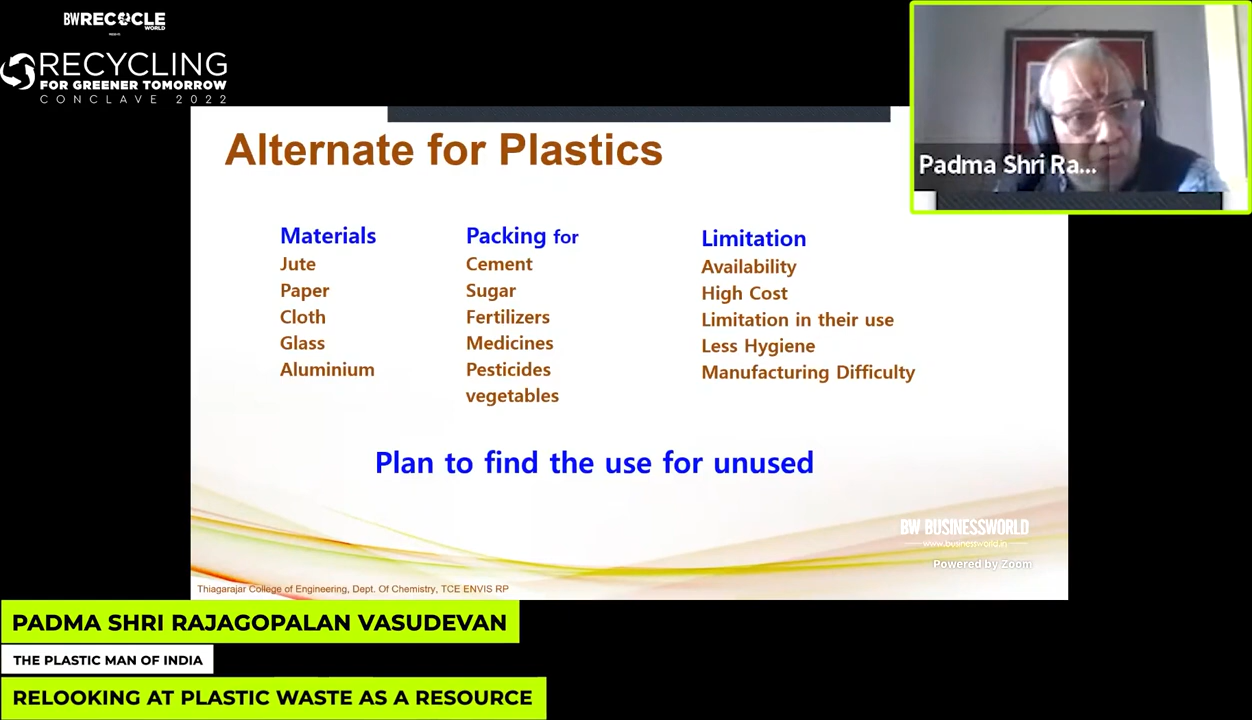 BW RECYCLE
WORLD
RECYCLING
FOR GREENER TOMORROW
CONCLAVE 2022
Padma Shri Ra...
Alternate for Plastics
Materials
Jute
Paper
Cloth
Glass
Aluminium
Packing for
Cement
Sugar
Fertilizers
Medicines
Pesticides
vegetables
Limitation
Availability
High Cost
Limitation in their use
Less Hygiene
Manufacturing Difficulty
Plan to find the use for unused
BW BUSINESSWORLD
www.businessworld.in
Powered by Zoom
Thiagarajar College of Engineering, Dept. Of Chemistry, TCE ENVIS RP
PADMA SHRI RAJAGOPALAN VASUDEVAN
THE PLASTIC MAN OF INDIA
RELOOKING AT PLASTIC WASTE AS A RESOURCE